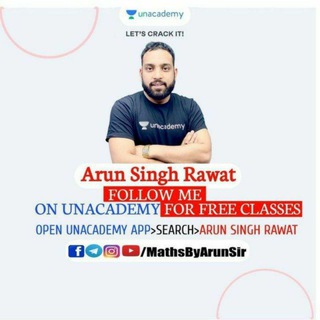 unacademy
LET'S CRACK IT!
unacademy
Arun Singh Rawat
FOLLOW ME
ON UNACADEMY FOR FREE CLASSES
OPEN UNACADEMY APP>SEARCH>ARUN SINGH RAWAT
/MathsByArunSir